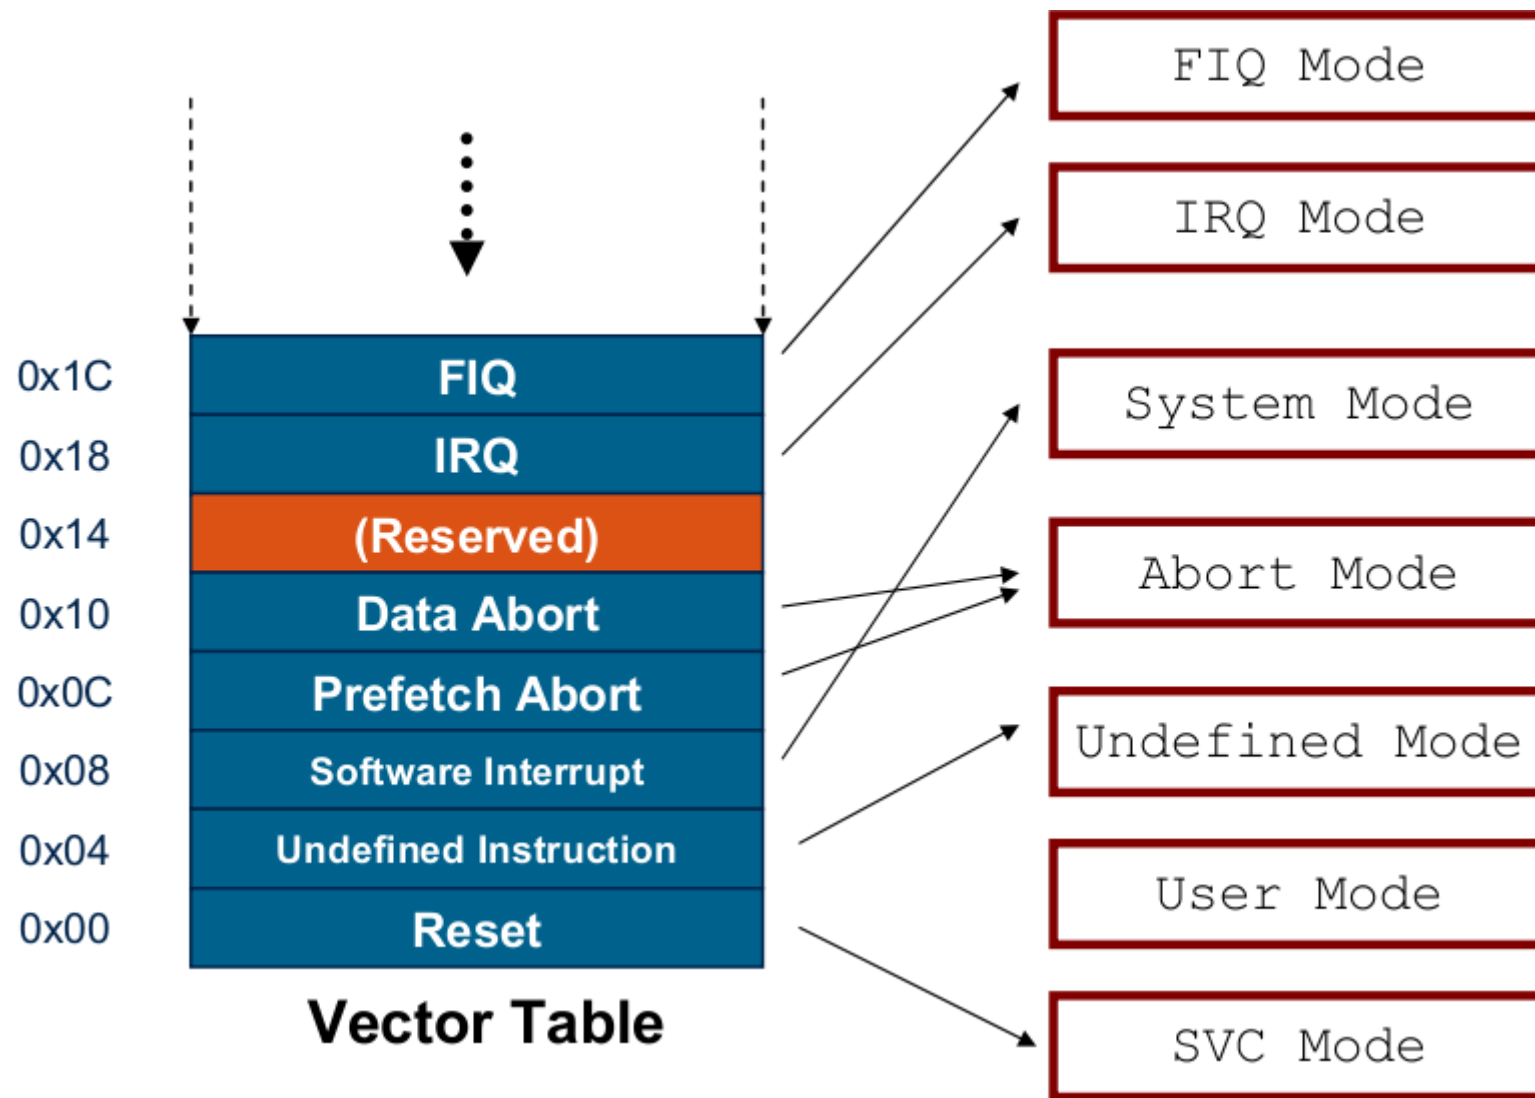 FIQ Mode
IRQ Mode
System Mode
Abort Mode
Undefined Mode
User Mode
SVC Mode
0x1C FIQ
0x18 IRQ
0x14 (Reserved)
0x10 Data Abort
0x0C Prefetch Abort
0x08 Software Interrupt
0x04 Undefined Instruction
0x00 Reset
Vector Table